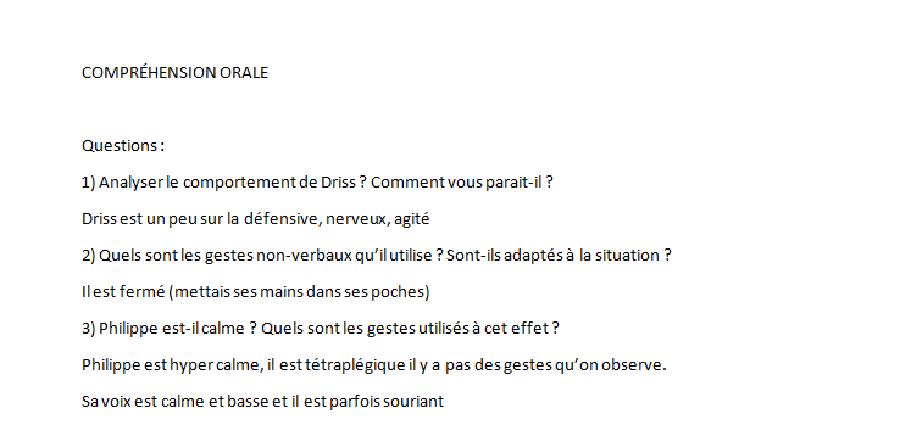 COMPRÉHENSION ORALE
Questions :
1) Analyser le comportement de Driss ? Comment vous parait-il ?
Driss est un peu sur la défensive, nerveux, agité
2) Quels sont les gestes non-verbaux qu’il utilise ? Sont-ils adaptés à la situation ?
Il est fermé (mettais ses mains dans ses poches)
3) Philippe est-il calme ? Quels sont les gestes utilisés à cet effet ?
Philippe est hyper calme, il est tétraplégique il y a pas des gestes qu’on observe.
Sa voix est calme et basse et il est parfois souriant